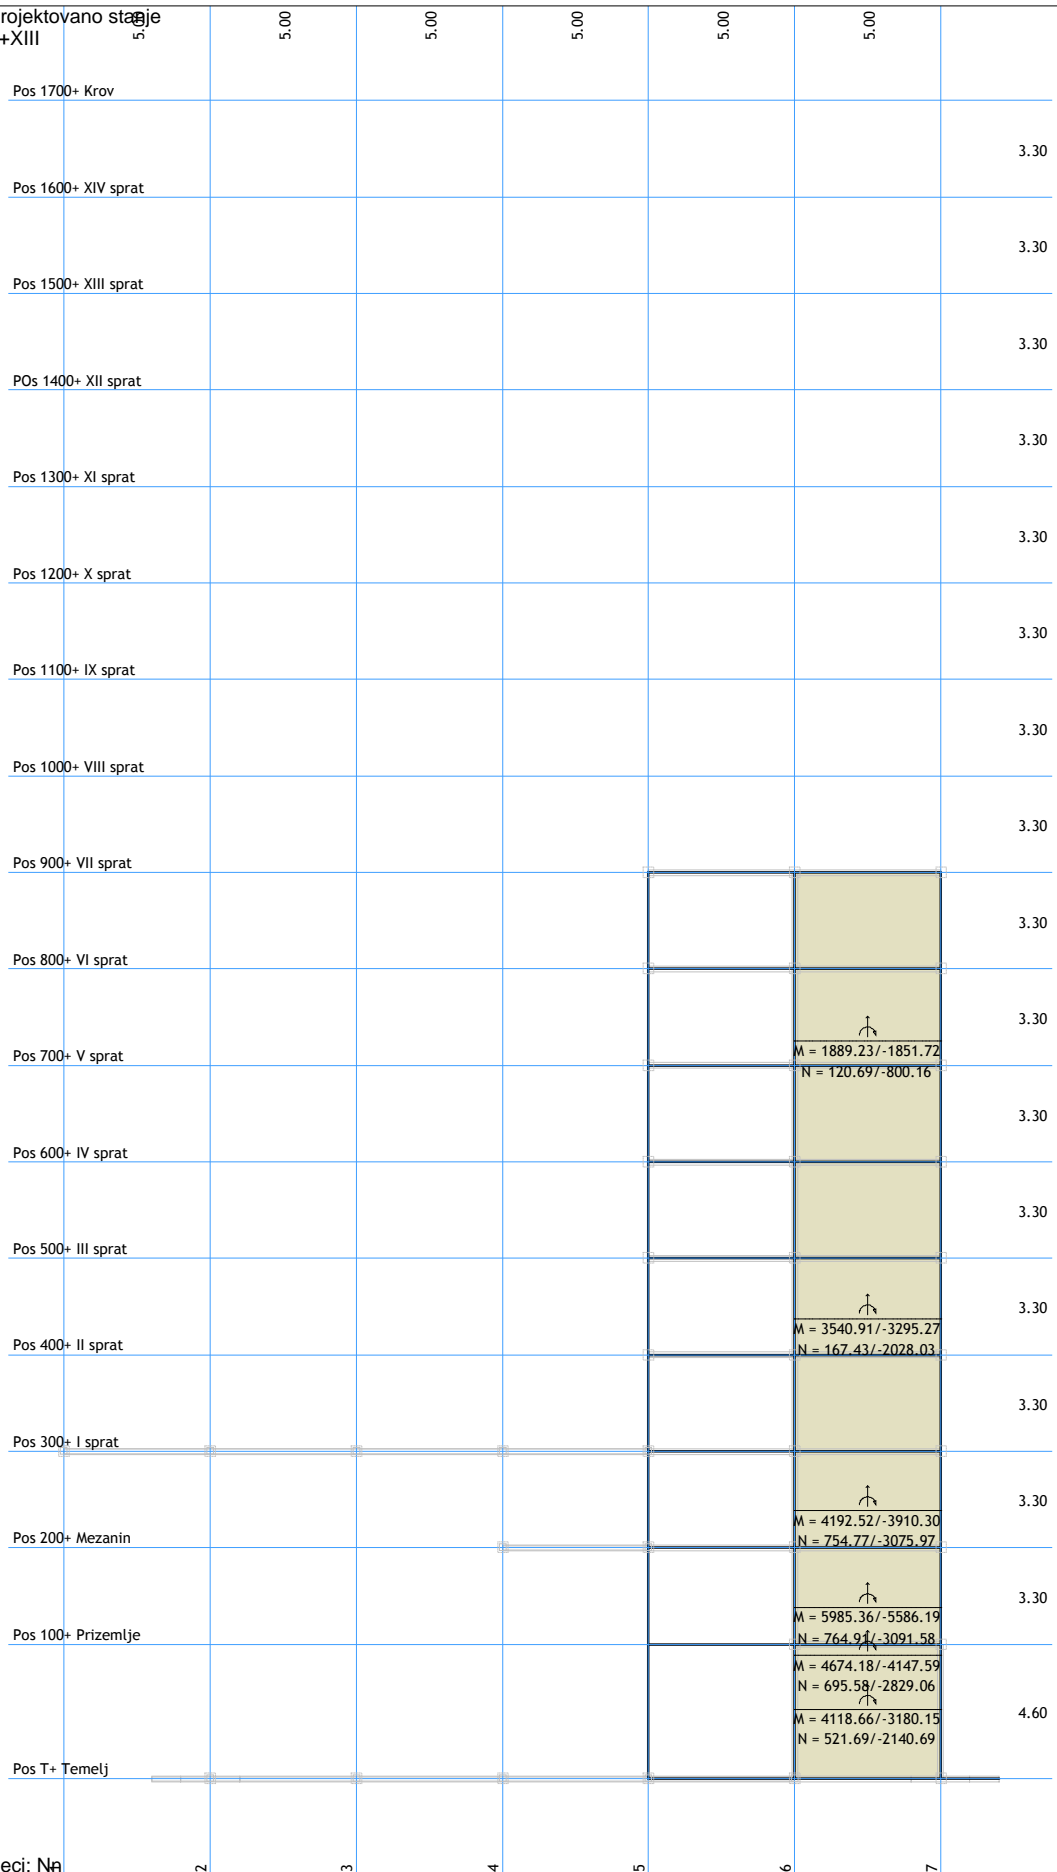 rojektovano stanje
+XIII
5.00
5.00
5.00
5.00
5.00
5.00
Pos 1700+ Krov
3.30
Pos 1600+ XIV sprat
3.30
Pos 1500+ XIII sprat
3.30
POs 1400+ XII sprat
3.30
Pos 1300+ XI sprat
3.30
Pos 1200+ X sprat
3.30
Pos 1100+ IX sprat
3.30
Pos 1000+ VIII sprat
3.30
Pos 900+ VII sprat
3.30
Pos 800+ VI sprat
3.30
M = 1889.23/-1851.72
Pos 700+ V sprat
N = 120.69/-800.16
3.30
Pos 600+ IV sprat
3.30
Pos 500+ III sprat
3.30
M = 3540.91/-3295.27
Pos 400+ II sprat
N = 167.43/-2028.03
3.30
Pos 300+ I sprat
3.30
M = 4192.52/-3910.30
Pos 200+ Mezanin
N = 754.77/-3075.97
3.30
M = 5985.36/-5586.19
Pos 100+ Prizemlje
N = 764.91/-3091.58
M = 4674.18/-4147.59
N = 695.58/-2829.06
4.60
M = 4118.66/-3180.15
N = 521.69/-2140.69
Pos T+ Temelj
2
3
4
5
6
7
eci: Nn